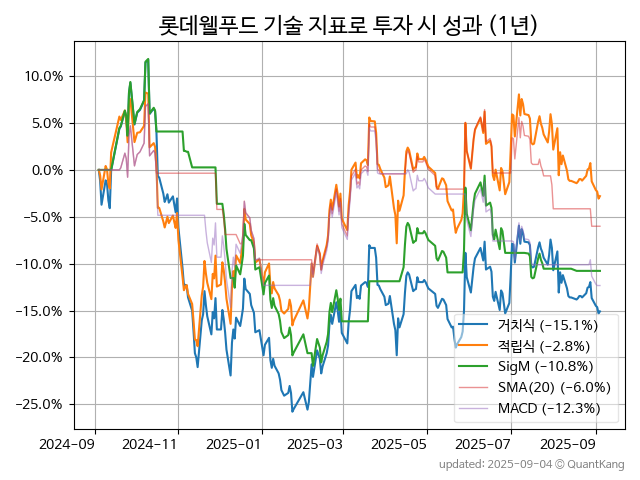 롯데웰푸드 기술 지표로 투자 시 성과 (1년)
10.0%
5.0%
0.0%
−5.0%
−10.0%
−15.0%
−20.0%
−25.0%
거치식 (−15.1%)
적립식 (−2.8%)
SigM (−10.8%)
SMA(20) (−6.0%)
MACD (−12.3%)
2024-09 2024-11 2025-01 2025-03 2025-05 2025-07 2025-09
updated: 2025-09-04 © QuantKang